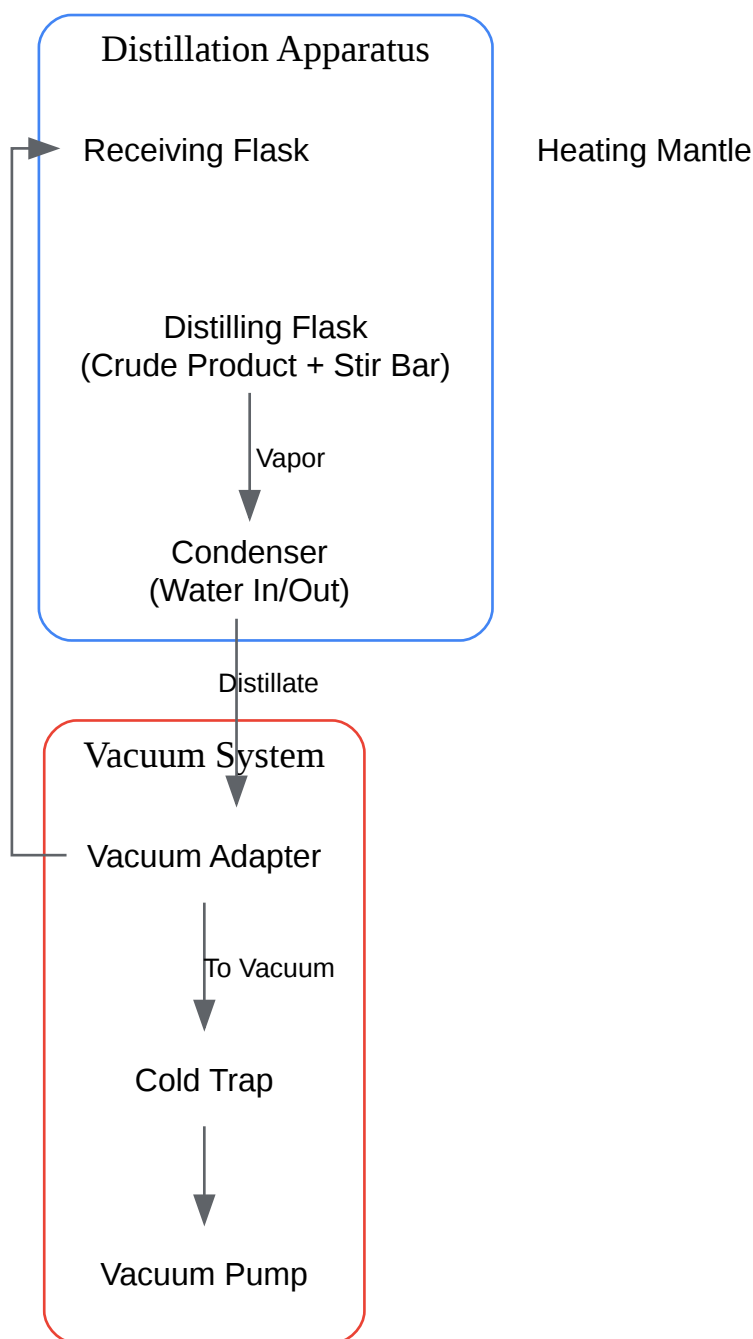 Distillation Apparatus
Receiving Flask
Heating Mantle
Distilling Flask
(Crude Product + Stir Bar)
Vapor
Condenser
(Water In/Out)
Distillate
Vacuum System
Vacuum Adapter
To Vacuum
Cold Trap
Vacuum Pump